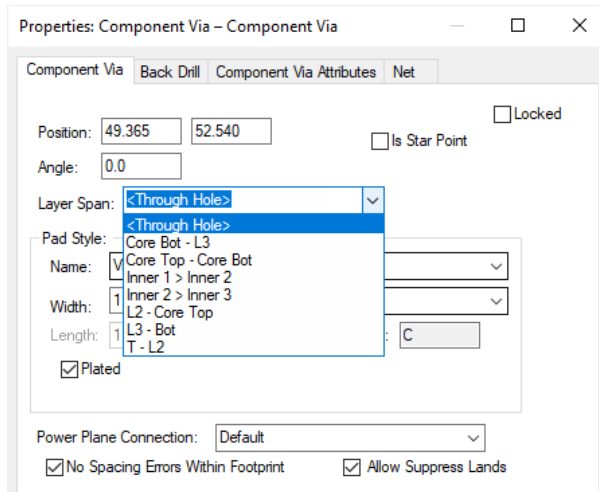 Properties: Component Via – Component Via
Component Via Back Drill Component Via Attributes Net
Locked
Position: 49.365 52.540
Is Star Point
Angle: 0.0
Layer Span: <Through Hole>
<Through Hole>
Pad Style:
Core Bot - L3
Core Top - Core Bot
Name: V
Inner 1 > Inner 2
Inner 2 > Inner 3
Width: 1
L2 - Core Top
L3 - Bot
Length: 1 : C
T - L2
Plated
Power Plane Connection: Default
No Spacing Errors Within Footprint Allow Suppress Lands